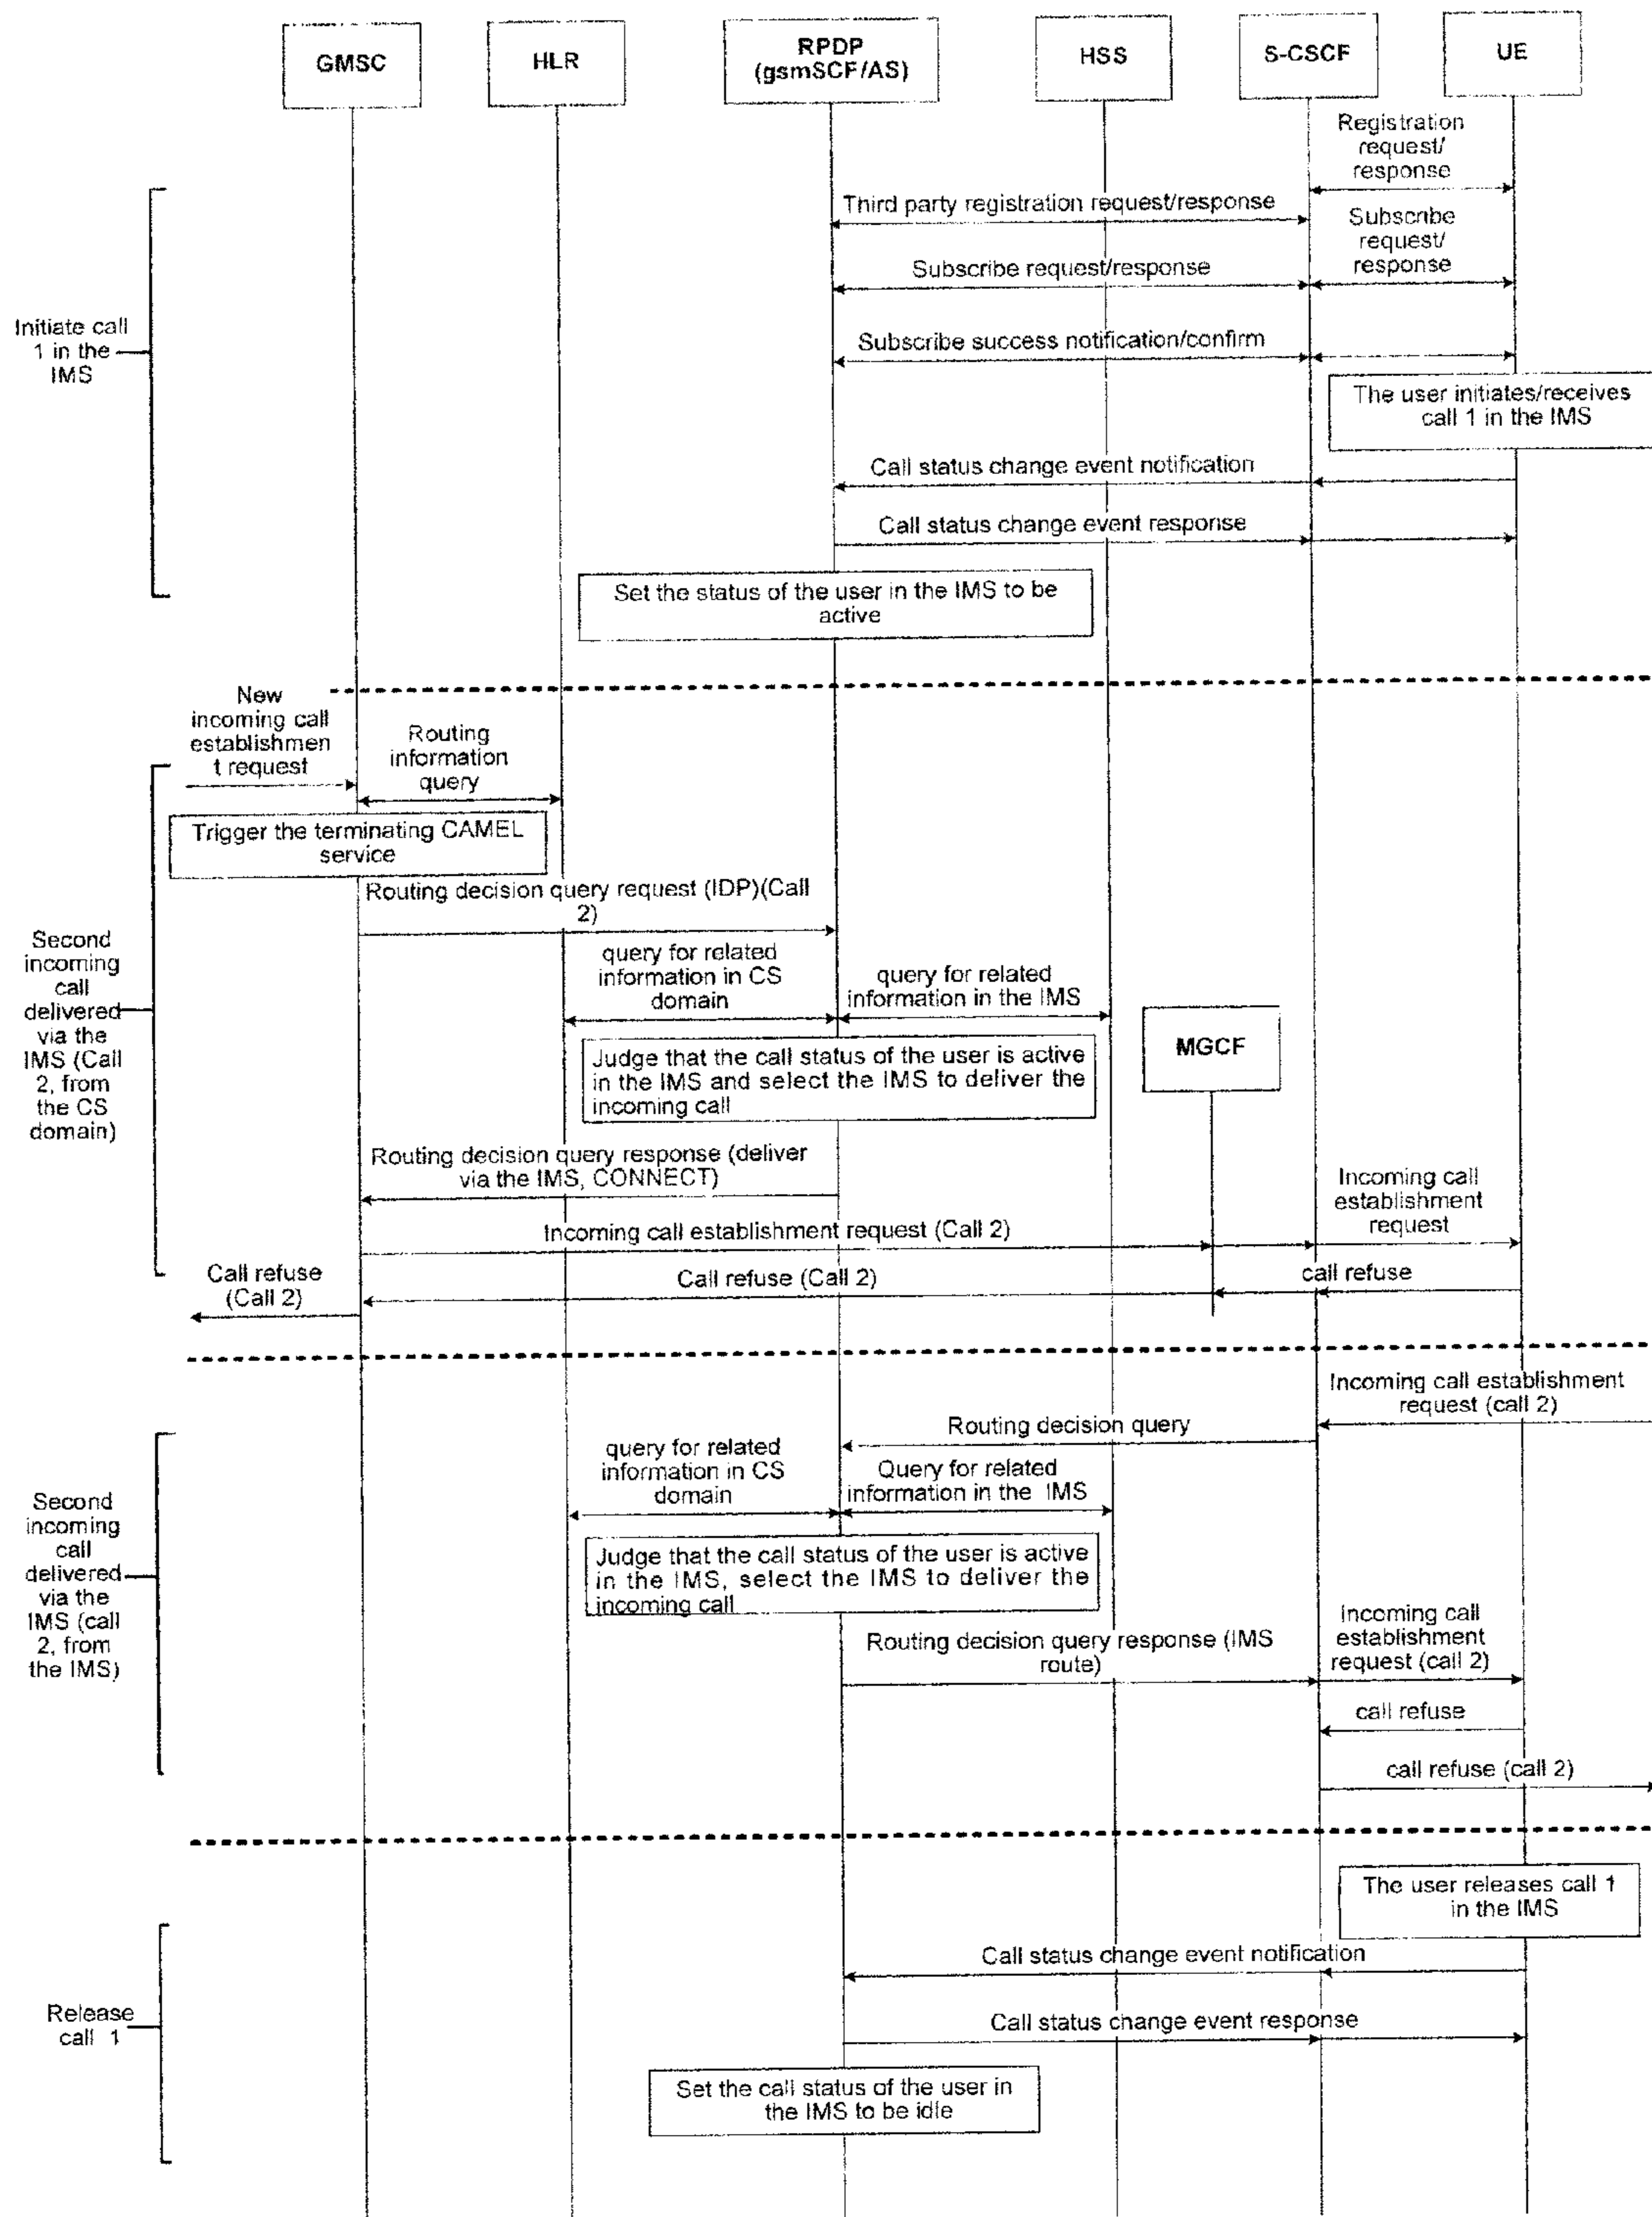 GMSC
HLR
RPDP
(gsmSCF/AS)
HSS
S-CSCF
UE
Registration
request/
response
Third party registration request/response
Subscribe
request/
response
Subscribe request/response
Initiate call
1 in the
IMS
Subscribe success notification/confirm
The user initiates/receives
call 1 in the IMS
Call status change event notification
Call status change event response
Set the status of the user in the IMS to be
active
New
incoming call
establishmen
t request
Routing
information
query
Trigger the terminating CAMEL
service
Routing decision query request (IDP)(Call
2)
Second
incoming
call
delivered
via the
IMS (Call
2, from
the CS
domain)
query for related
information in CS
domain
query for related
information in the IMS
MGCF
Judge that the call status of the user is active
in the IMS and select the IMS to deliver the
incoming call
Routing decision query response (deliver
via the IMS, CONNECT)
Incoming call
establishment
request
Incoming call establishment request (Call 2)
Call refuse
(Call 2)
Call refuse (Call 2)
call refuse
Incoming call establishment
request (call 2)
Routing decision query
query for related
information in CS
domain
Query for related
information in the IMS
Second
incoming
call
delivered
via the
IMS (call
2, from
the IMS)
Judge that the call status of the user is active
in the IMS, select the IMS to deliver the
incoming call
Routing decision query response (IMS
route)
Incoming call
establishment
request (call 2)
call refuse
call refuse (call 2)
The user releases call 1
in the IMS
Call status change event notification
Release
call 1
Call status change event response
Set the call status of the user in
the IMS to be idle